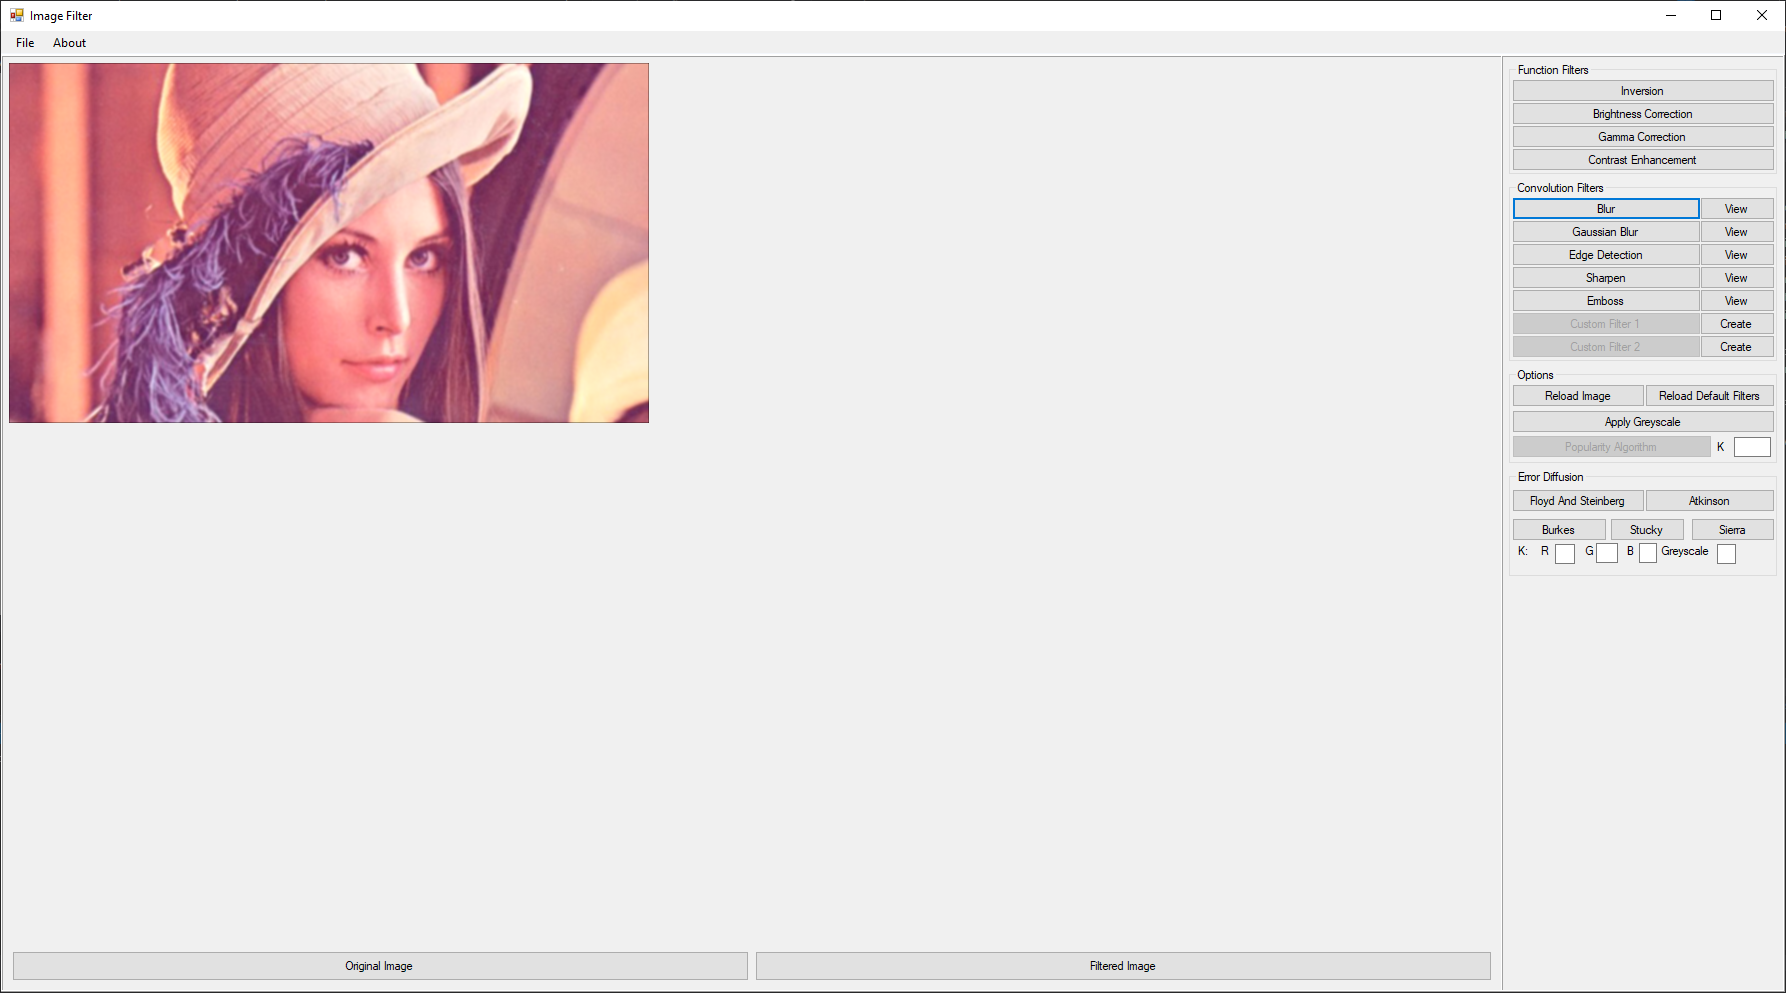 Image Filter
File About
Function Filters
Inversion
Brightness Correction
Gamma Correction
Contrast Enhancement
Convolution Filters
Blur View
Gaussian Blur View
Edge Detection View
Sharpen View
Emboss View
Custom Filter 1 Create
Custom Filter 2 Create
Options
Reload Image Reload Default Filters
Apply Greyscale
Popularity Algorithm K
Error Diffusion
Floyd And Steinberg Atkinson
Burkes Stucky Sierra
K: R G B Greyscale
Original Image Filtered Image